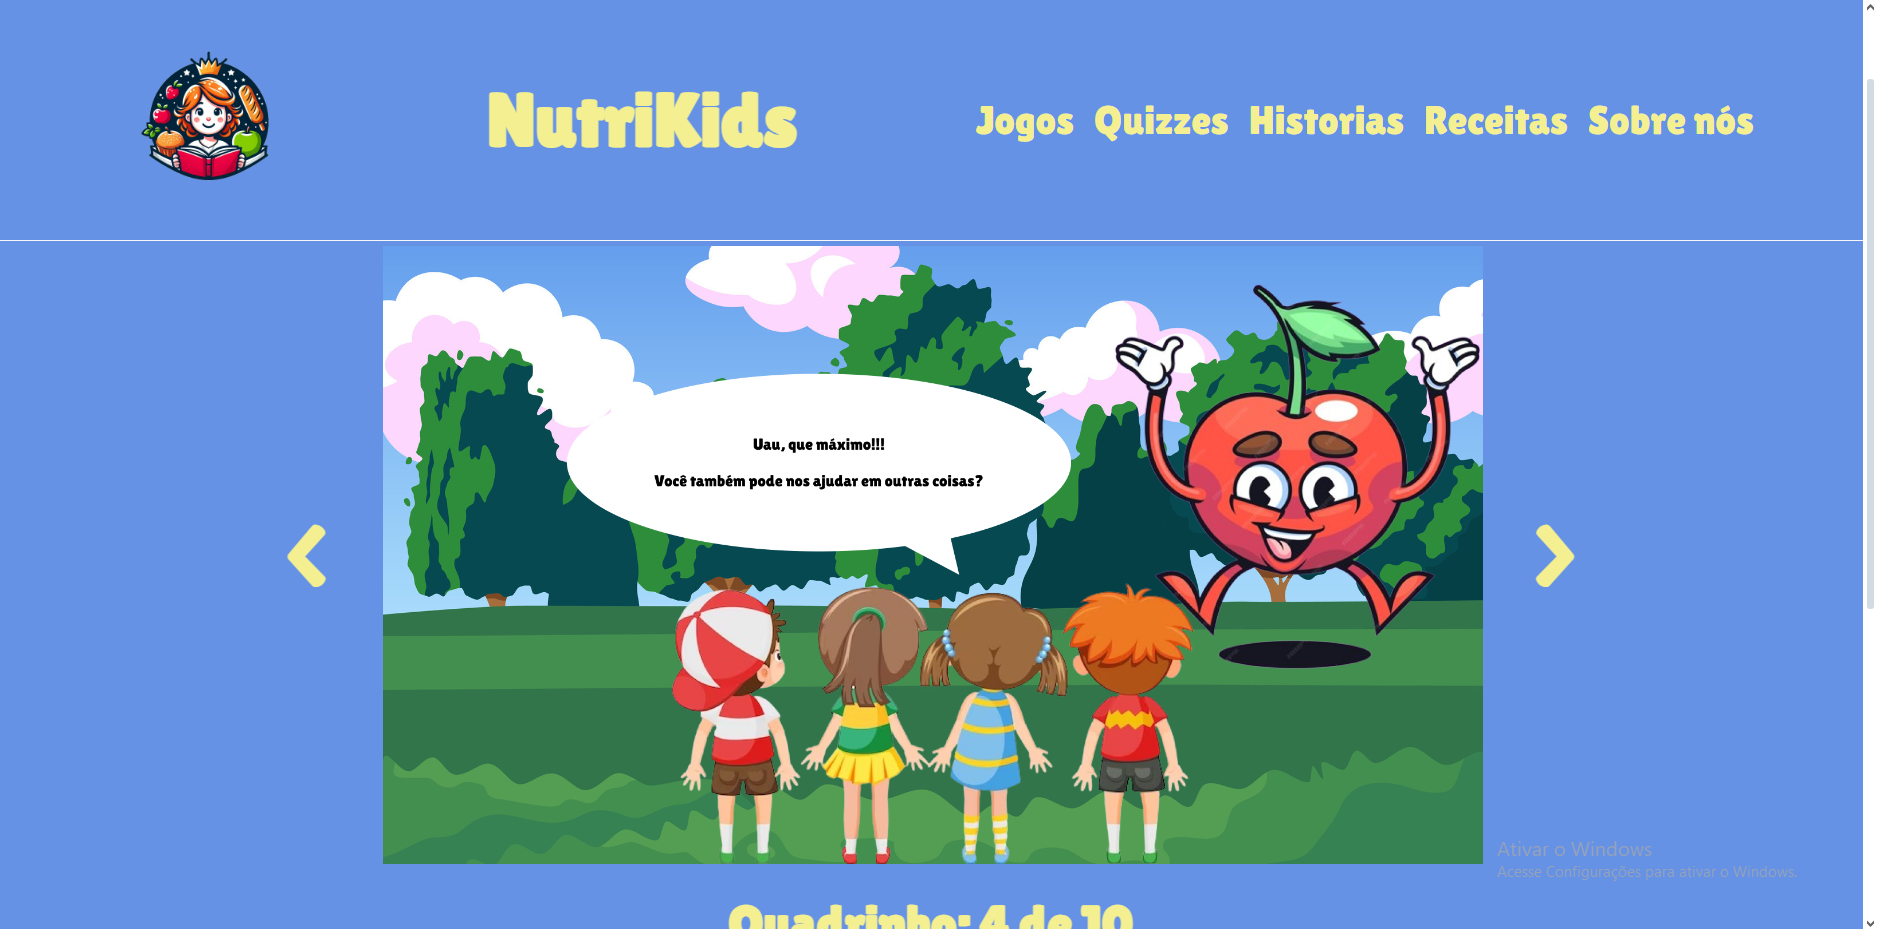 NutriKids
Jogos Quizzes Historias Receitas Sobre nós
Uau, que máximo!!!
Você também pode nos ajudar em outras coisas?
Ativar o Windows
Acesse Configurações para ativar o Windows.
Quadrinho: 4 de 10